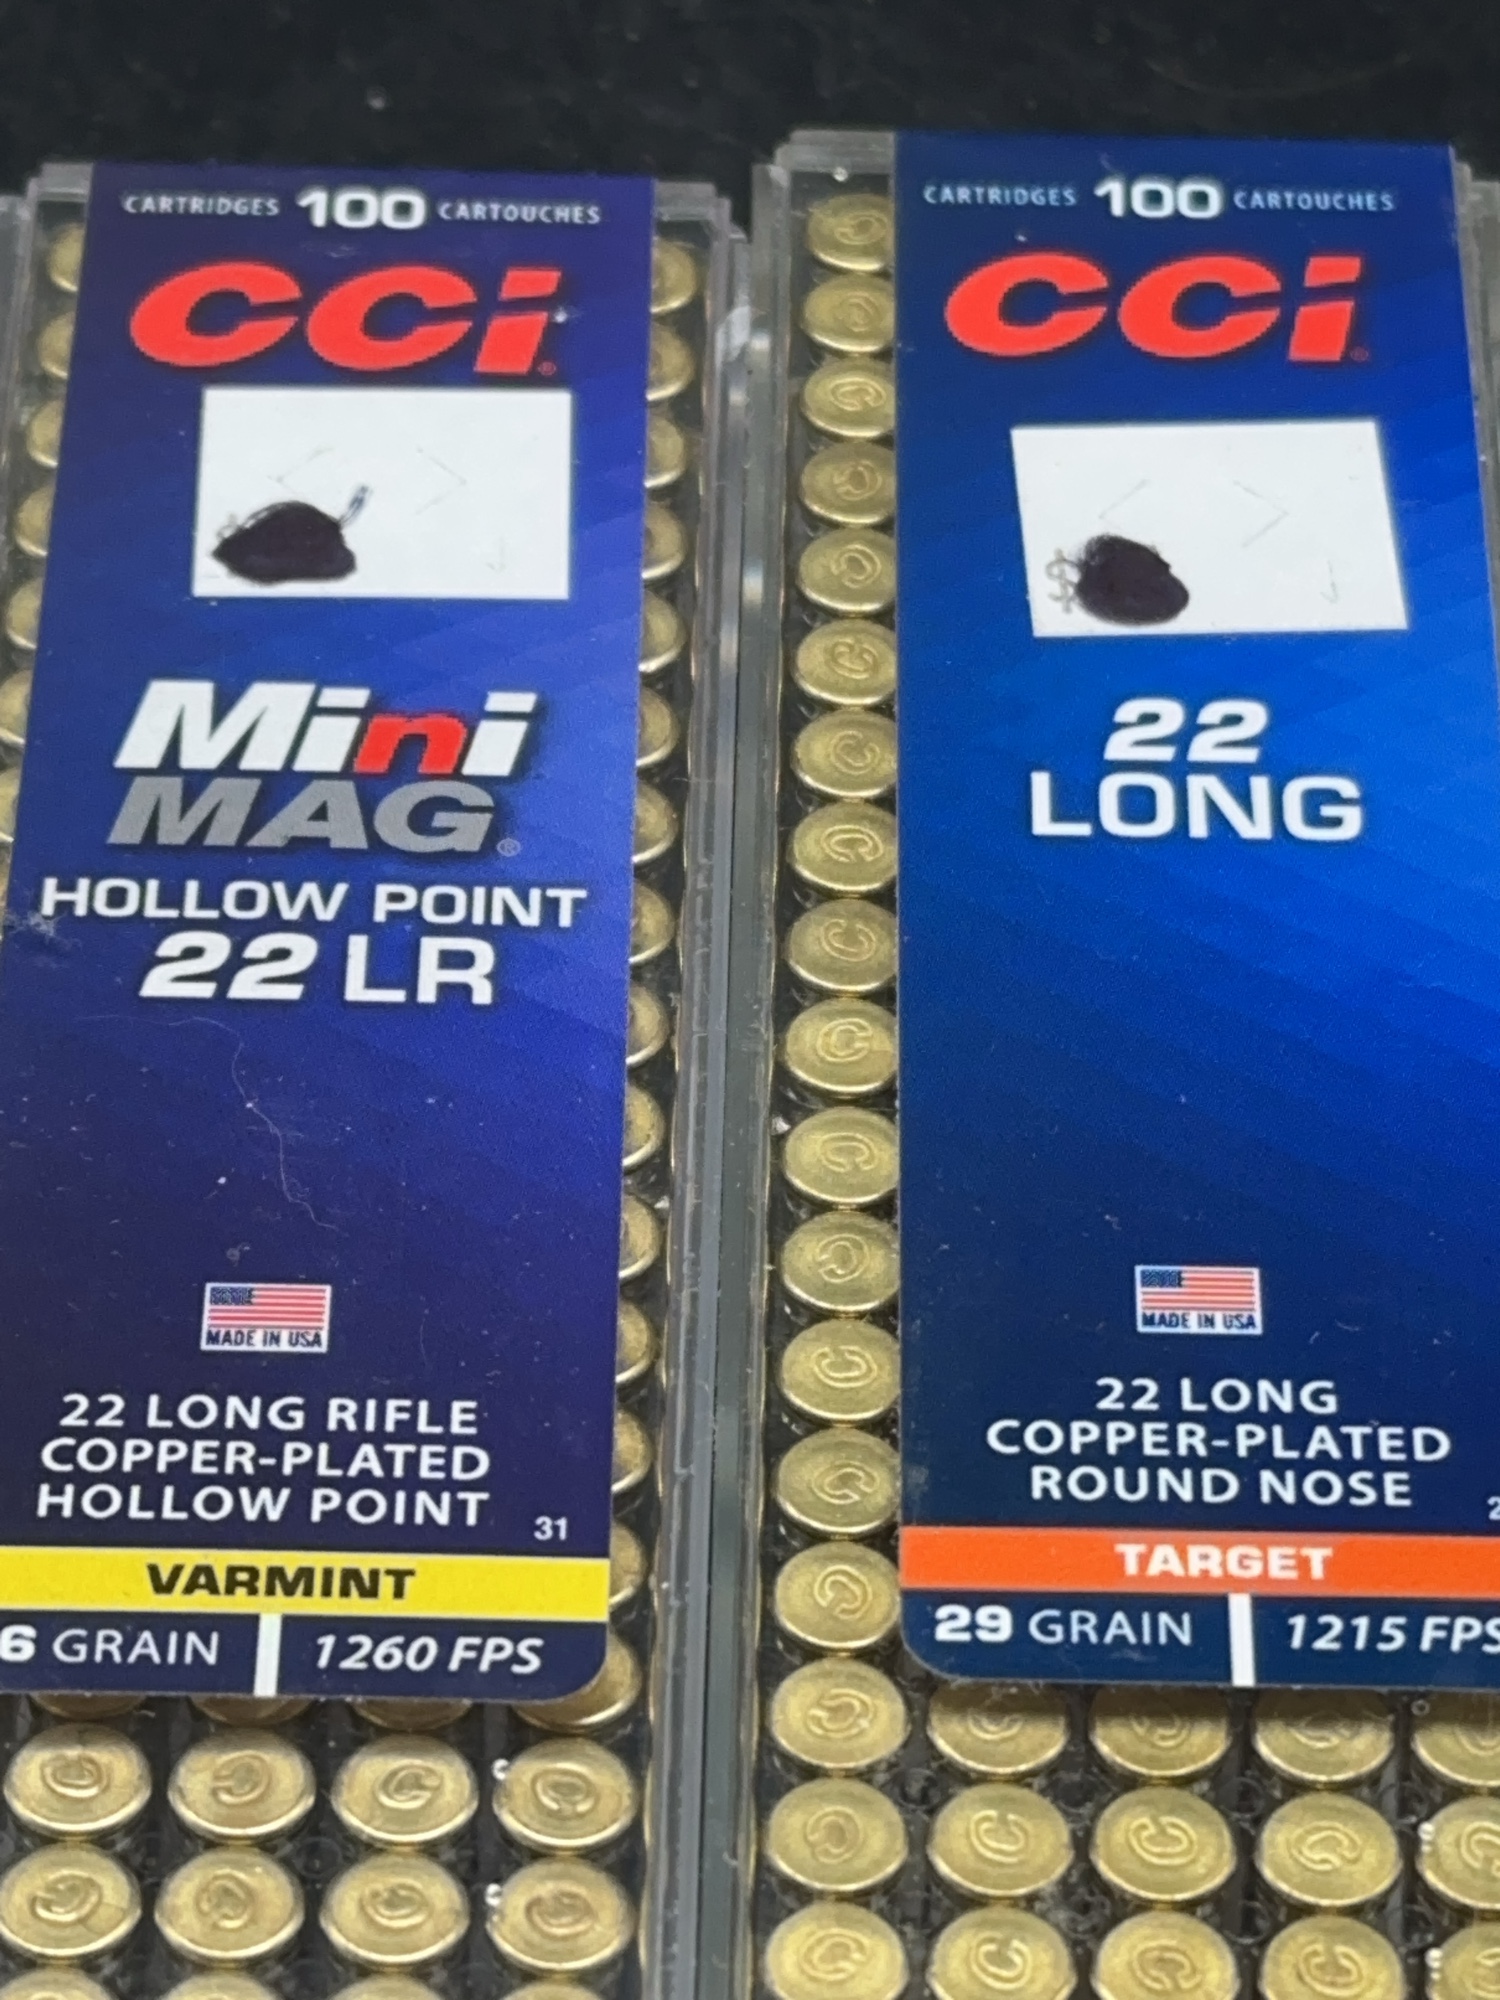 CARTRIDGES 100 CARTOUCHES
CCi®
Mini
MAG®
HOLLOW POINT
22 LR
MADE IN USA
22 LONG RIFLE
COPPER-PLATED
HOLLOW POINT
31
VARMINT
6 GRAIN
1260 FPS
CARTRIDGES 100 CARTOUCHES
CCi®
22
LONG
MADE IN USA
22 LONG
COPPER-PLATED
ROUND NOSE
2
TARGET
29 GRAIN
1215 FPS